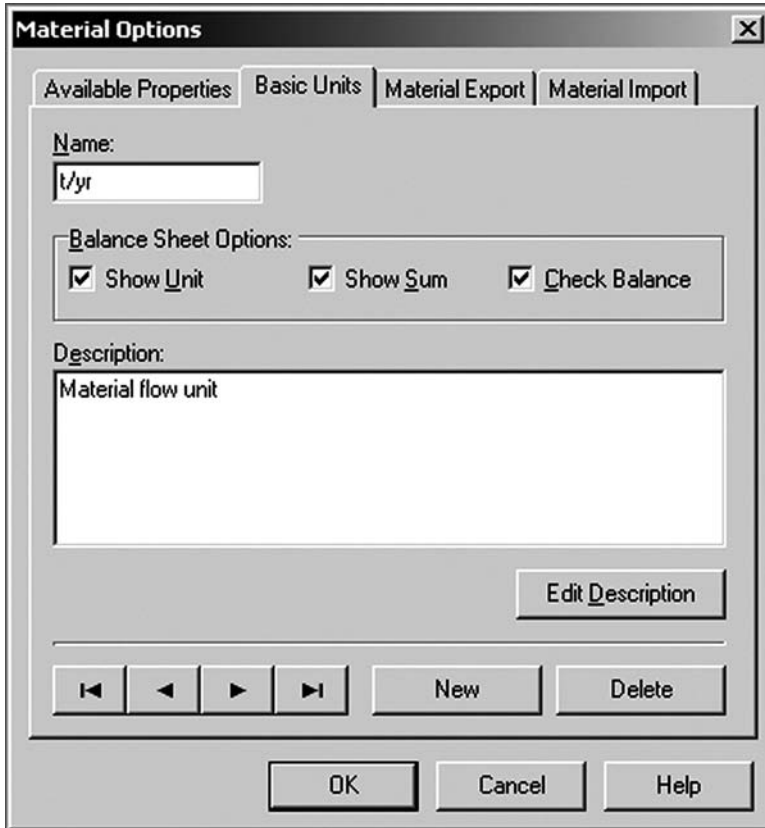 Material Options
Available Properties Basic Units Material Export Material Import
Name:
t/yr
Balance Sheet Options:
Show Unit Show Sum Check Balance
Description:
Material flow unit
Edit Description
New Delete
OK Cancel Help